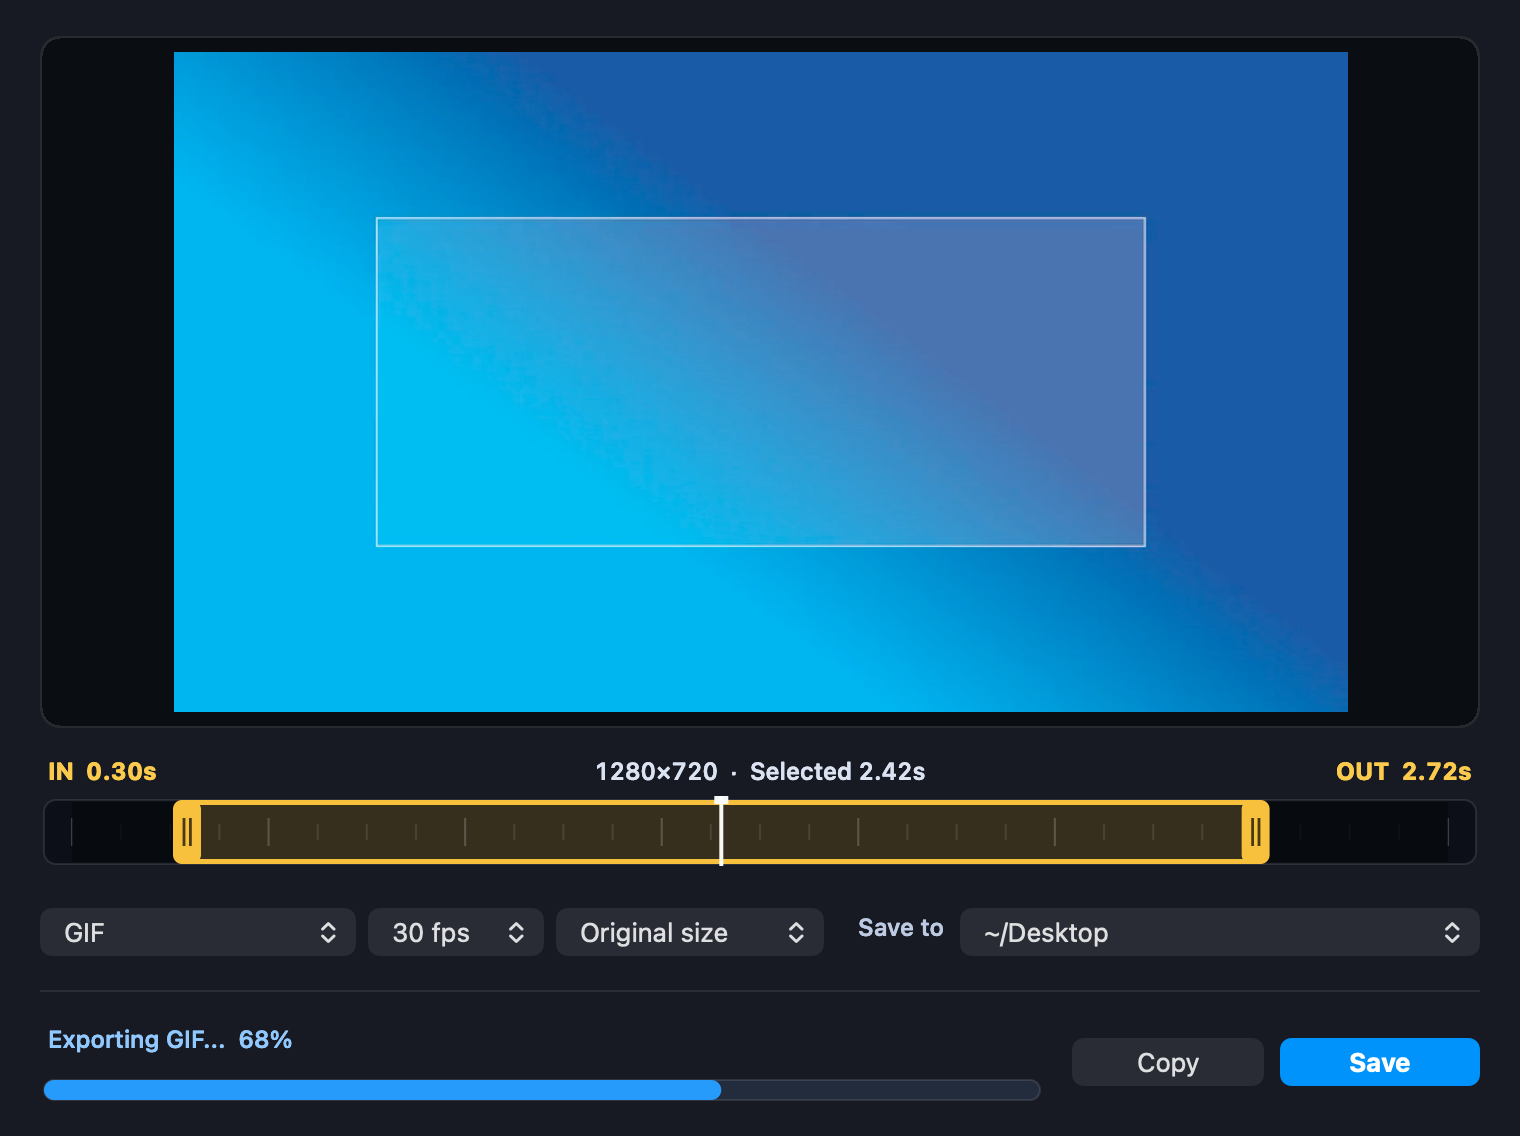 IN 0.30s
1280×720 · Selected 2.42s
OUT 2.72s
GIF
30 fps
Original size
Save to
~/Desktop
Exporting GIF... 68%
Copy
Save